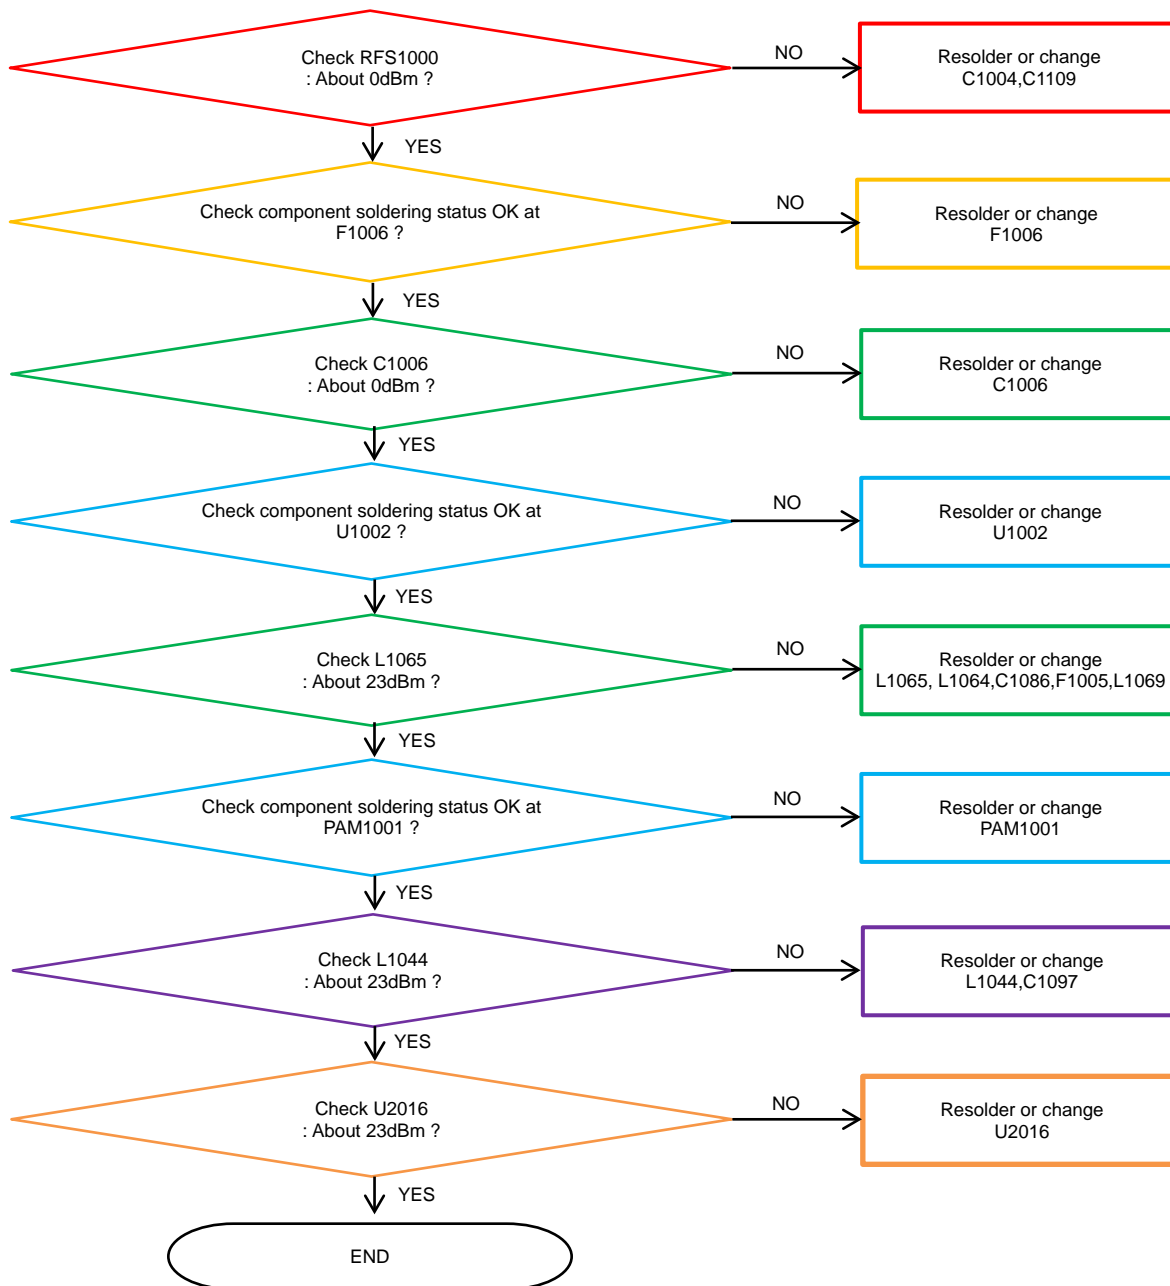 Check RFS1000
: About 0dBm ?
NO
Resolder or change
C1004,C1109
YES
Check component soldering status OK at
F1006 ?
NO
Resolder or change
F1006
YES
Check C1006
: About 0dBm ?
NO
Resolder or change
C1006
YES
Check component soldering status OK at
U1002 ?
NO
Resolder or change
U1002
YES
Check L1065
: About 23dBm ?
NO
Resolder or change
L1065, L1064,C1086,F1005,L1069
YES
Check component soldering status OK at
PAM1001 ?
NO
Resolder or change
PAM1001
YES
Check L1044
: About 23dBm ?
NO
Resolder or change
L1044,C1097
YES
Check U2016
: About 23dBm ?
NO
Resolder or change
U2016
YES
END